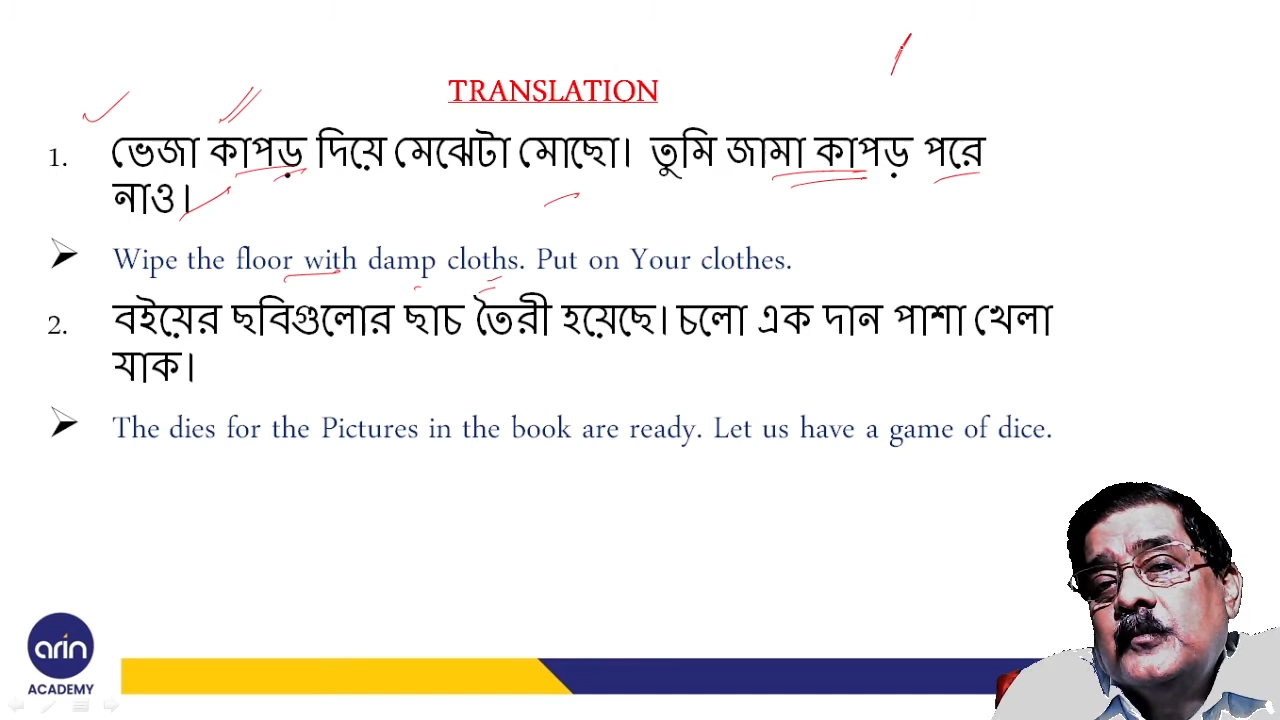 TRANSLATION
1. ভেজা কাপড় দিয়ে মেঝেটা মোছো। তুমি জামা কাপড় পরে
নাও।
➤ Wipe the floor with damp cloths. Put on Your clothes.
2. বইয়ের ছবিগুলোর ছাচ তৈরী হয়েছে। চলো এক দান পাশা খেলা
যাক।
➤ The dies for the Pictures in the book are ready. Let us have a game of dice.
arin
ACADEMY